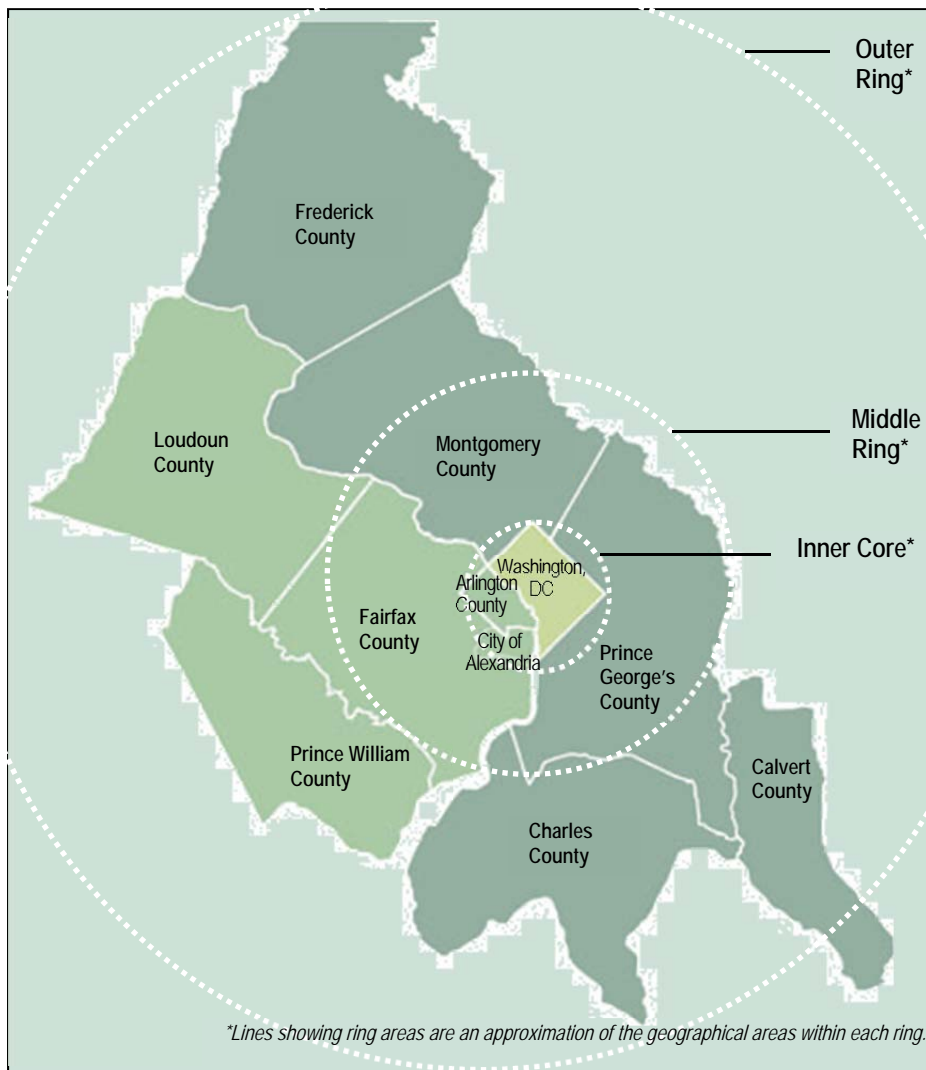 Outer
Ring*
Frederick
County
Middle
Ring*
Loudoun
County
Montgomery
County
Inner Core*
Washington,
DC
Arlington
County
Fairfax
County
City of
Alexandria
Prince
George's
County
Prince William
County
Calvert
County
Charles
County
*Lines showing ring areas are an approximation of the geographical areas within each ring.